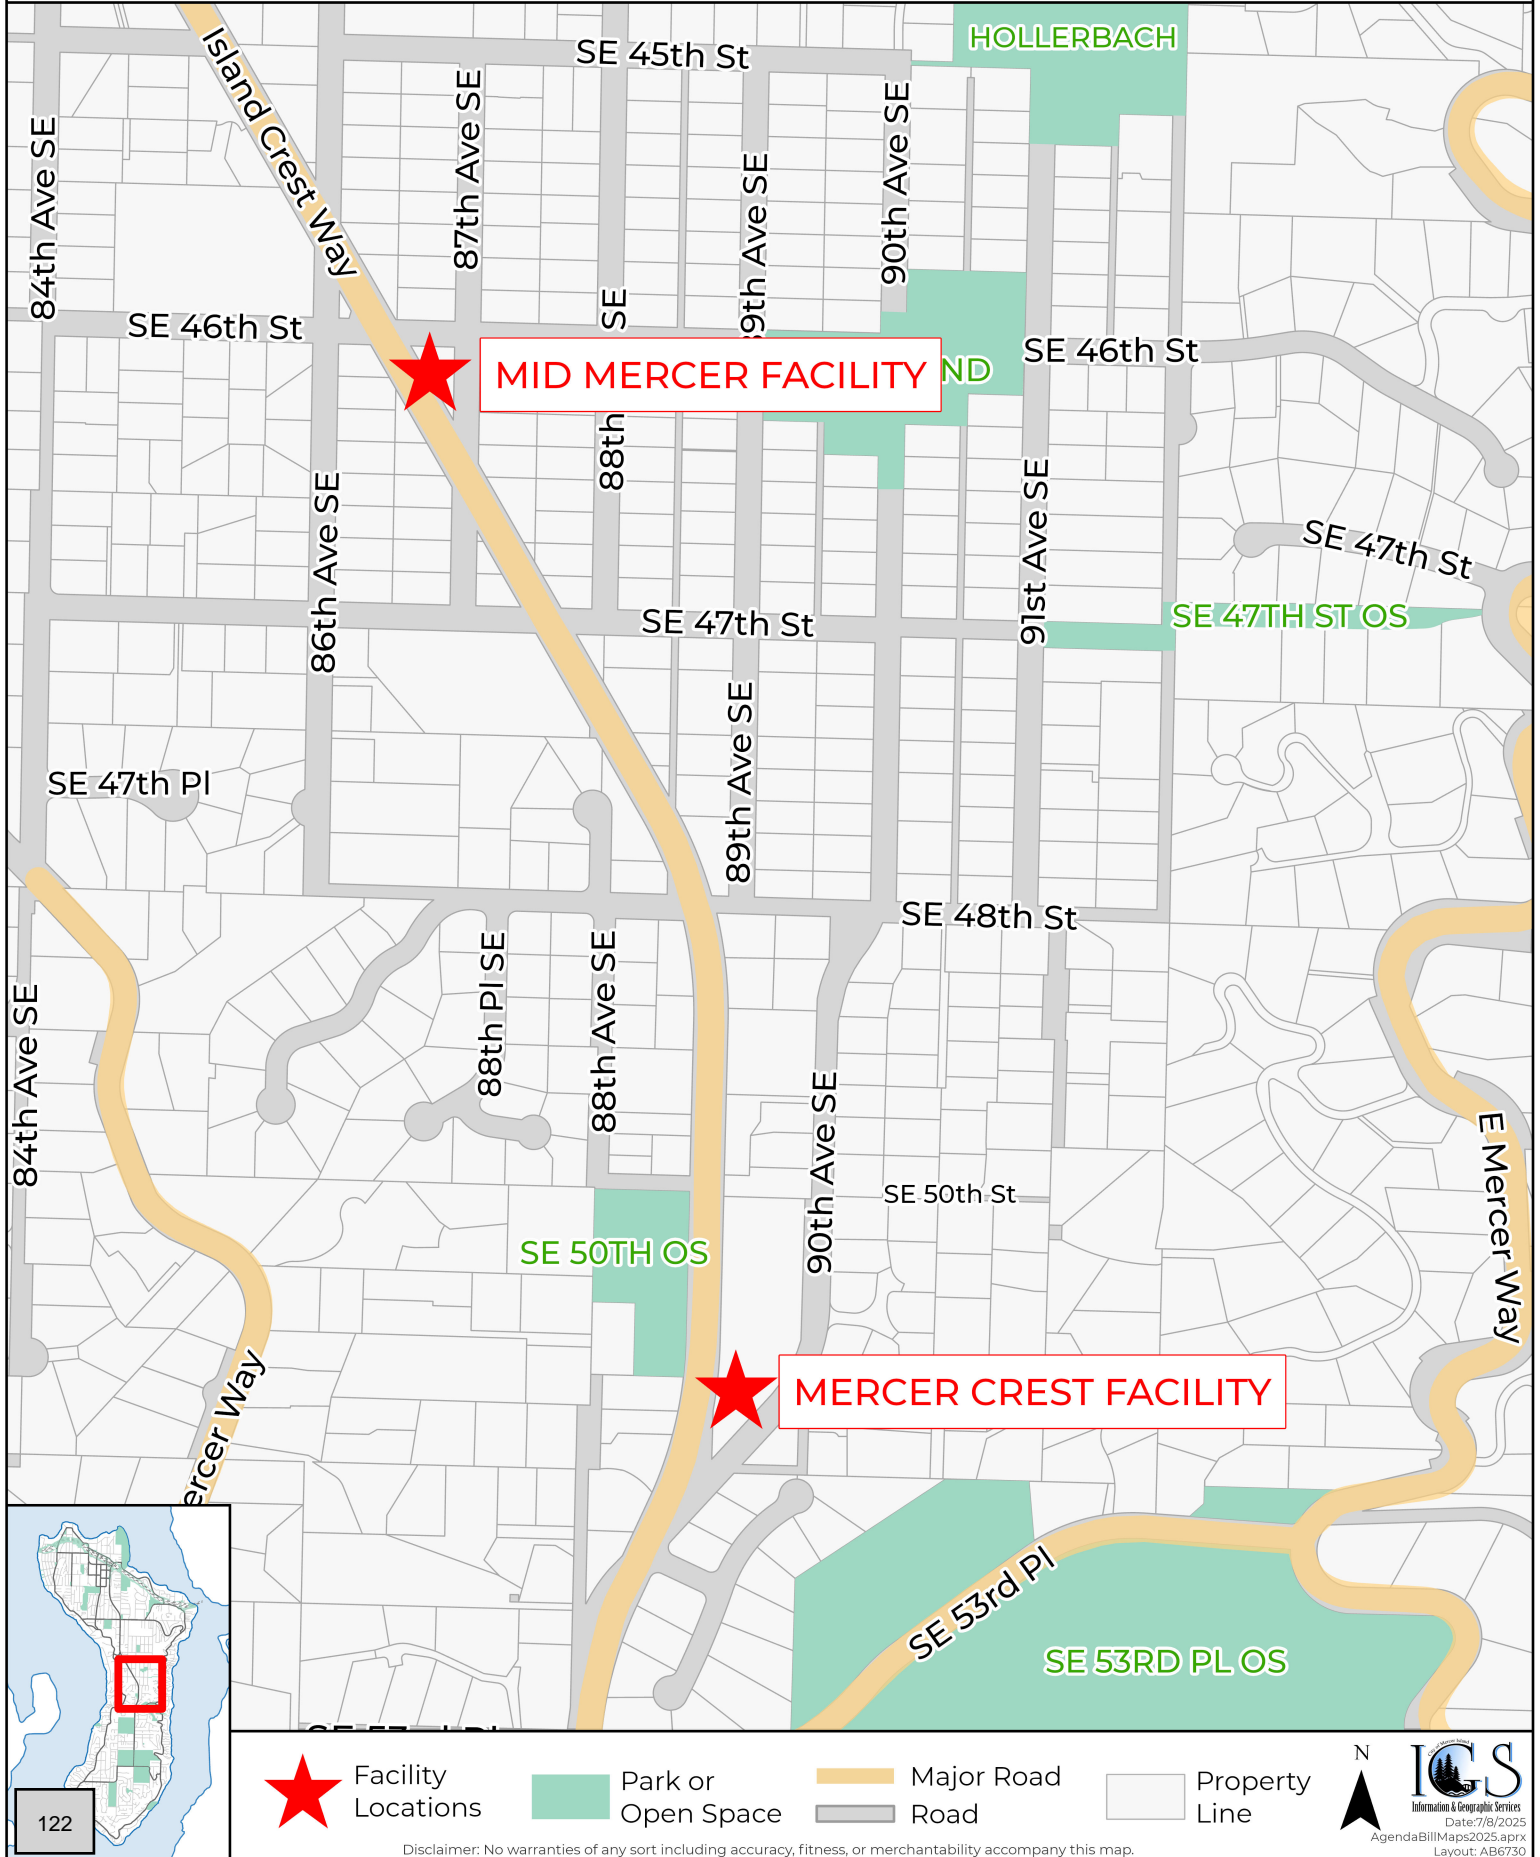 HOLLERBACH
SE 45th St
Island Crest Way
84th Ave SE
87th Ave SE
90th Ave SE
9th Ave SE
SE 46th St
88th SE
SE 46th St
MID MERCER FACILITY
ND
86th Ave SE
91st Ave SE
SE 47th St
SE 47th St
SE 47TH ST OS
89th Ave SE
SE 47th Pl
SE 48th St
88th Pl SE
88th Ave SE
84th Ave SE
90th Ave SE
E Mercer Way
SE 50th St
SE 50TH OS
MERCER CREST FACILITY
ercer Way
SE 53rd Pl
SE 53RD PL OS
122
Facility
Locations
Park or
Open Space
Major Road
Road
Property
Line
N
City of Mercer Island
IGS
Information & Geographic Services
Date:7/8/2025
AgendaBillMaps2025.aprx
Layout: AB6730
Disclaimer: No warranties of any sort including accuracy, fitness, or merchantability accompany this map.